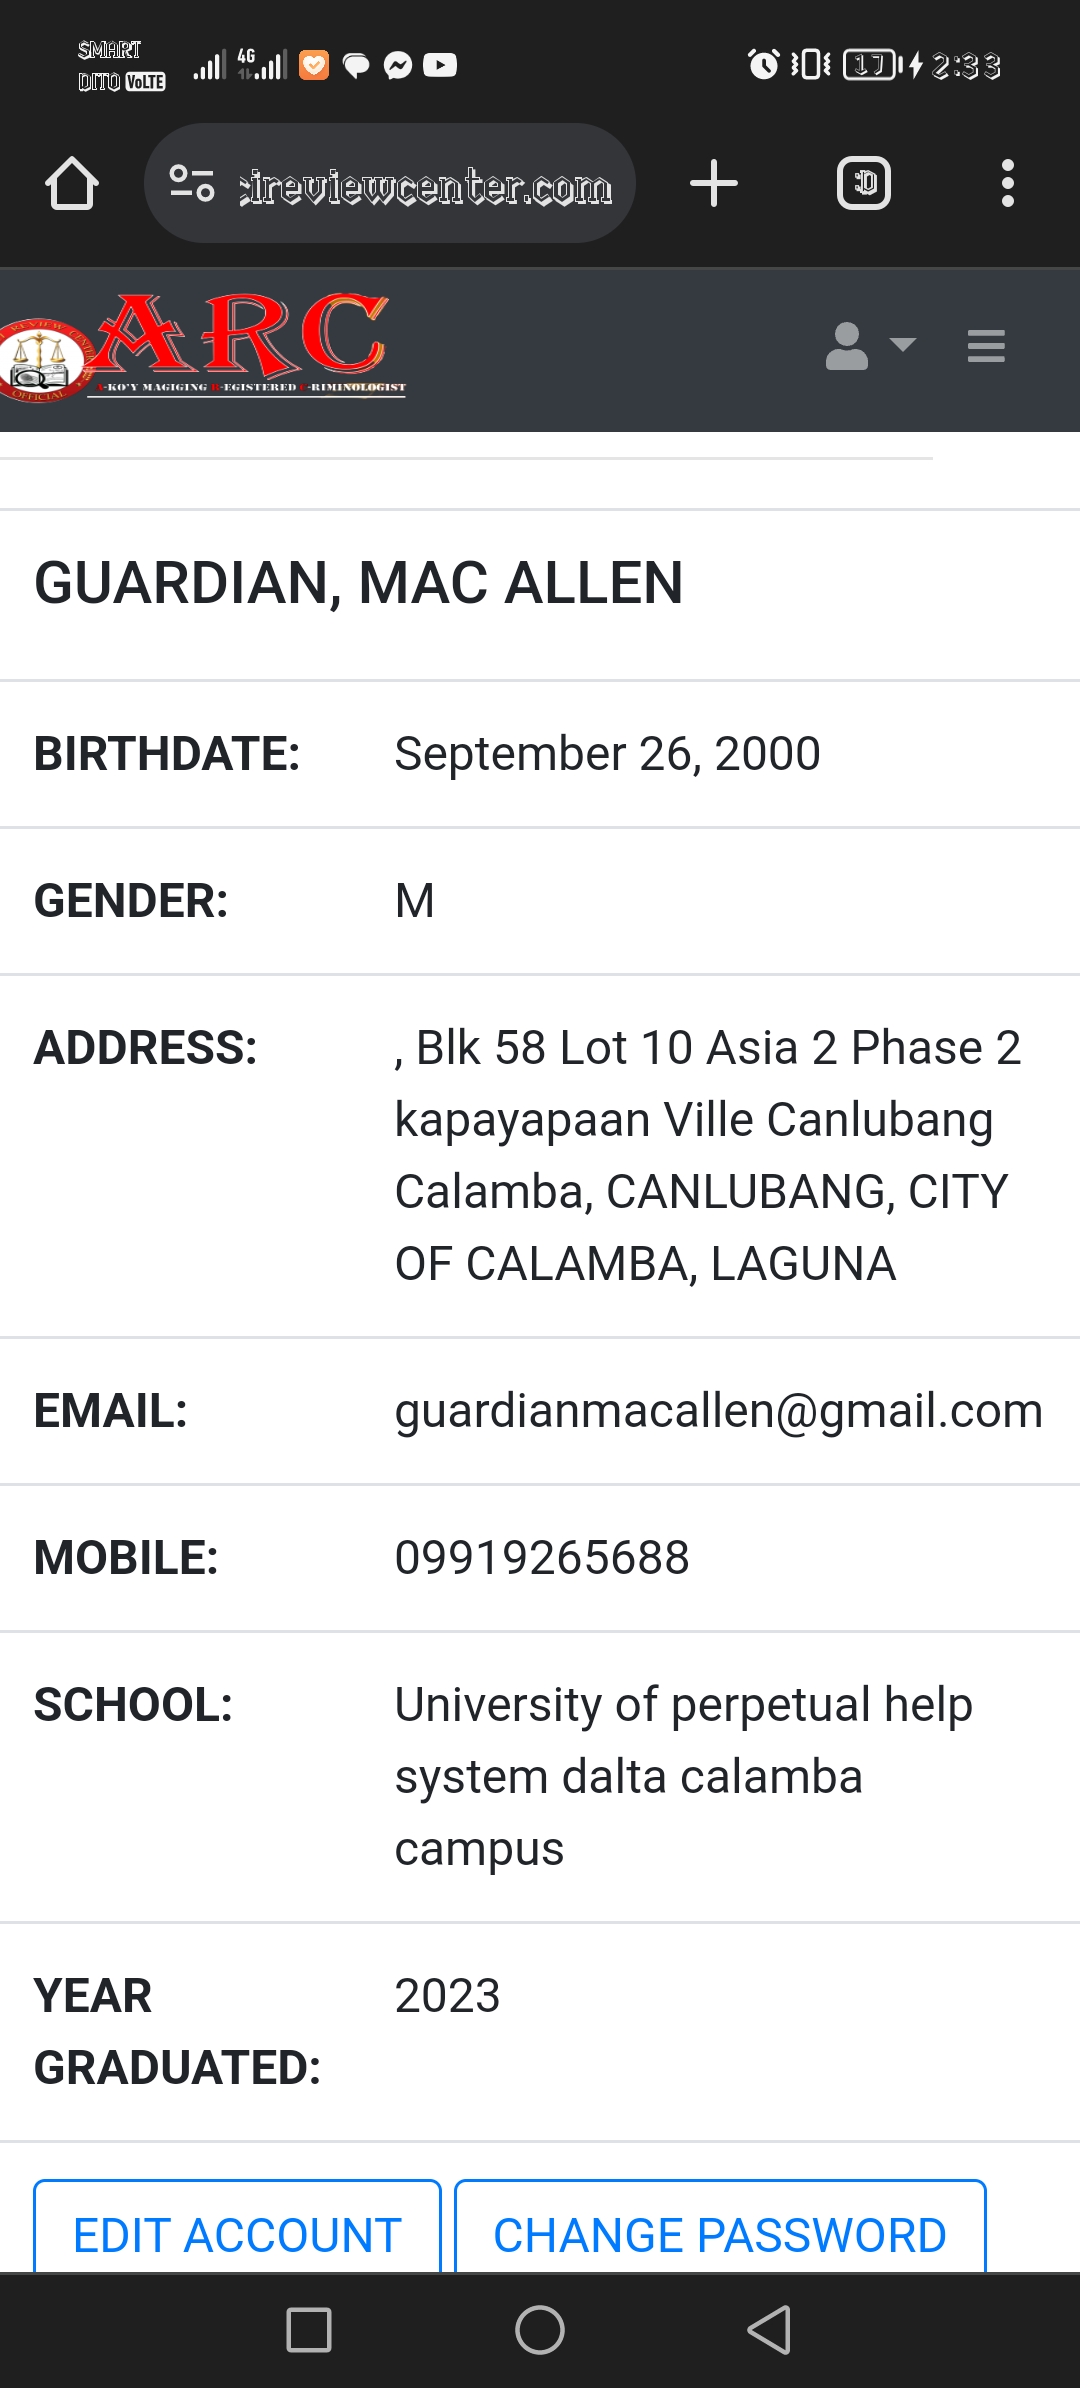 SMART
DITO VoLTE 4G 17 2:33
ireviewcenter.com :D
ARC
A-KO'Y MAGIGING R-EGISTERED C-RIMINOLOGIST
OFFICIAL
GUARDIAN, MAC ALLEN
BIRTHDATE: September 26, 2000
GENDER: M
ADDRESS: , Blk 58 Lot 10 Asia 2 Phase 2
kapayapaan Ville Canlubang
Calamba, CANLUBANG, CITY
OF CALAMBA, LAGUNA
EMAIL: guardianmacallen@gmail.com
MOBILE: 09919265688
SCHOOL: University of perpetual help
system dalta calamba
campus
YEAR 2023
GRADUATED:
EDIT ACCOUNT CHANGE PASSWORD